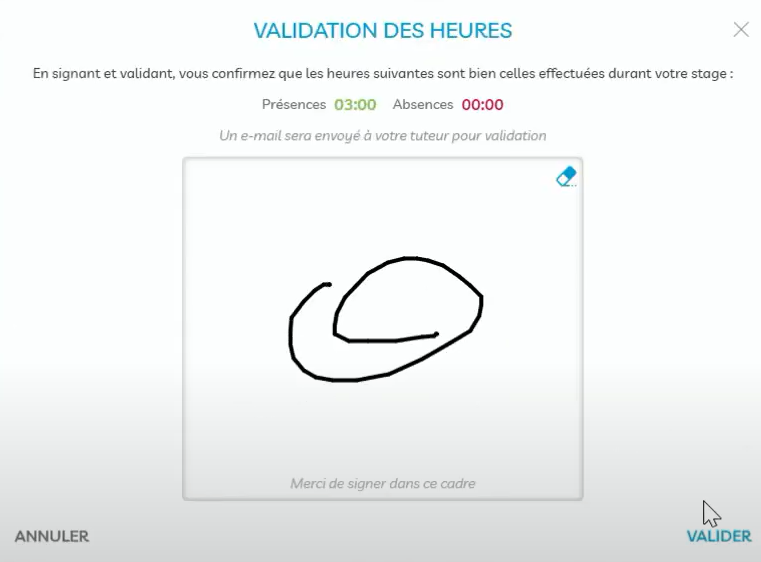 VALIDATION DES HEURES
En signant et validant, vous confirmez que les heures suivantes sont bien celles effectuées durant votre stage :
Présences 03:00 Absences 00:00
Un e-mail sera envoyé à votre tuteur pour validation
Merci de signer dans ce cadre
ANNULER VALIDER